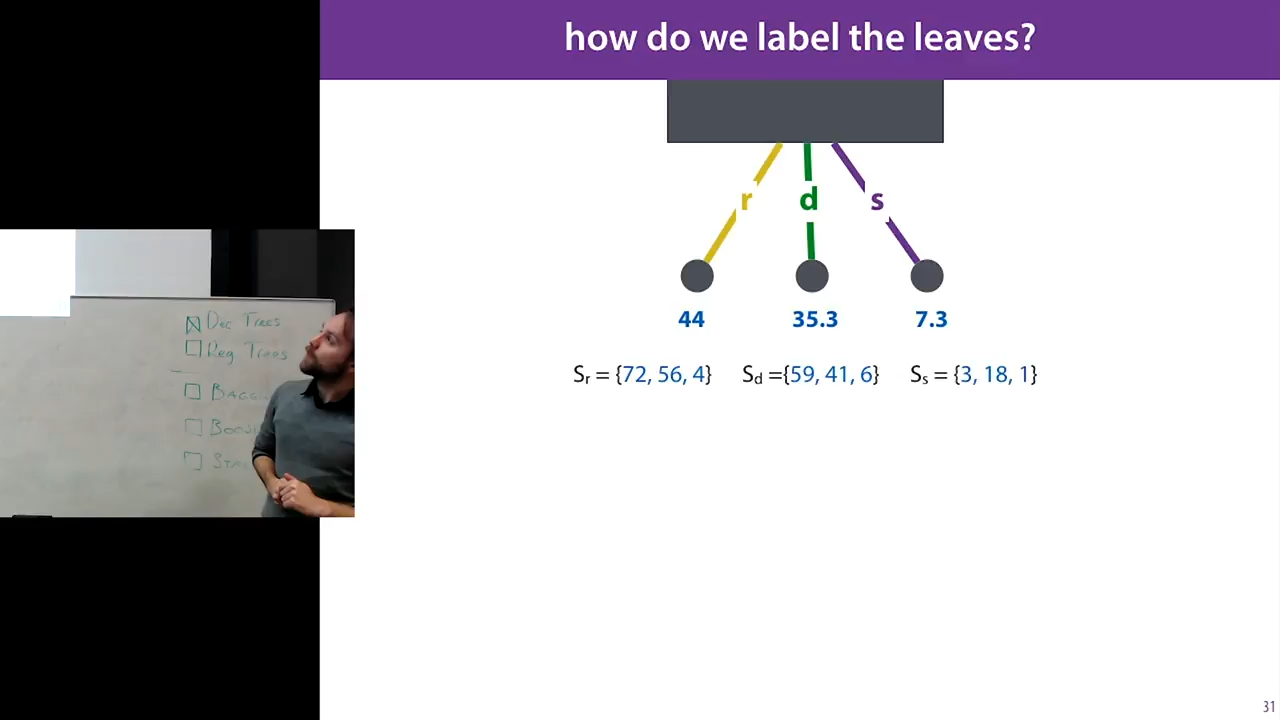 how do we label the leaves?
r d s
44 35.3 7.3
Sr = {72, 56, 4} Sd ={59, 41, 6} Ss = {3, 18, 1}
Dec Trees
Reg Trees
31